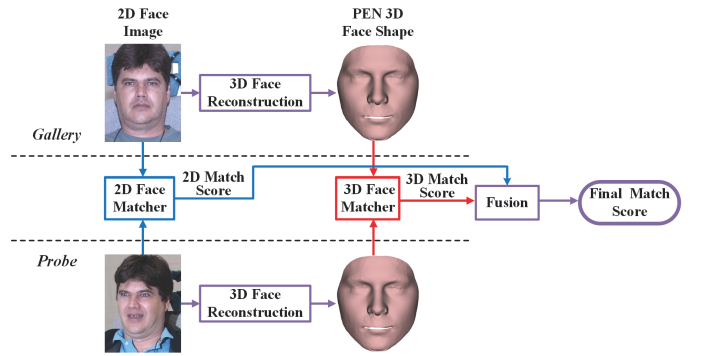 2D Face
Image
PEN 3D
Face Shape
3D Face
Reconstruction
Gallery
2D Face
Matcher
2D Match
Score
3D Face
Matcher
3D Match
Score
Fusion
Final Match
Score
Probe
3D Face
Reconstruction